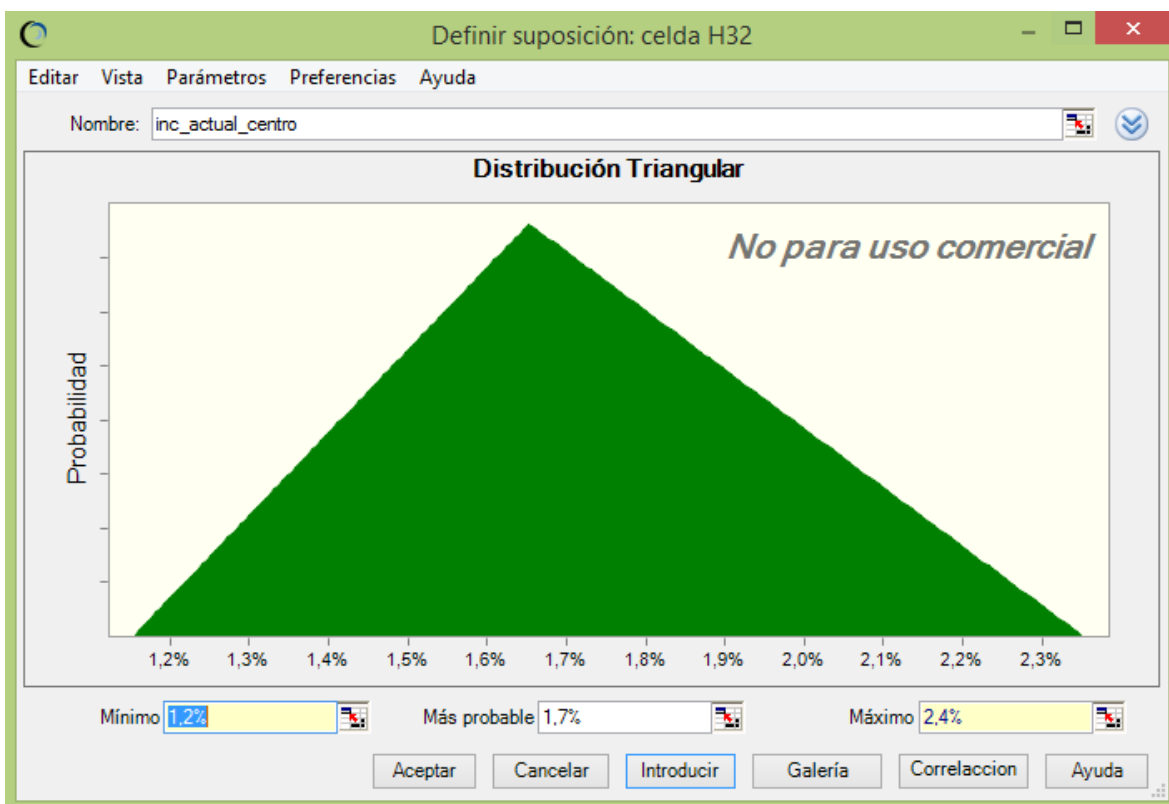 Definir suposición: celda H32
Editar Vista Parámetros Preferencias Ayuda
Nombre: inc_actual_centro
Distribución Triangular
No para uso comercial
Probabilidad
1,2% 1,3% 1,4% 1,5% 1,6% 1,7% 1,8% 1,9% 2,0% 2,1% 2,2% 2,3%
Mínimo 1,2% Más probable 1,7% Máximo 2,4%
Aceptar Cancelar Introducir Galería Correlaccion Ayuda